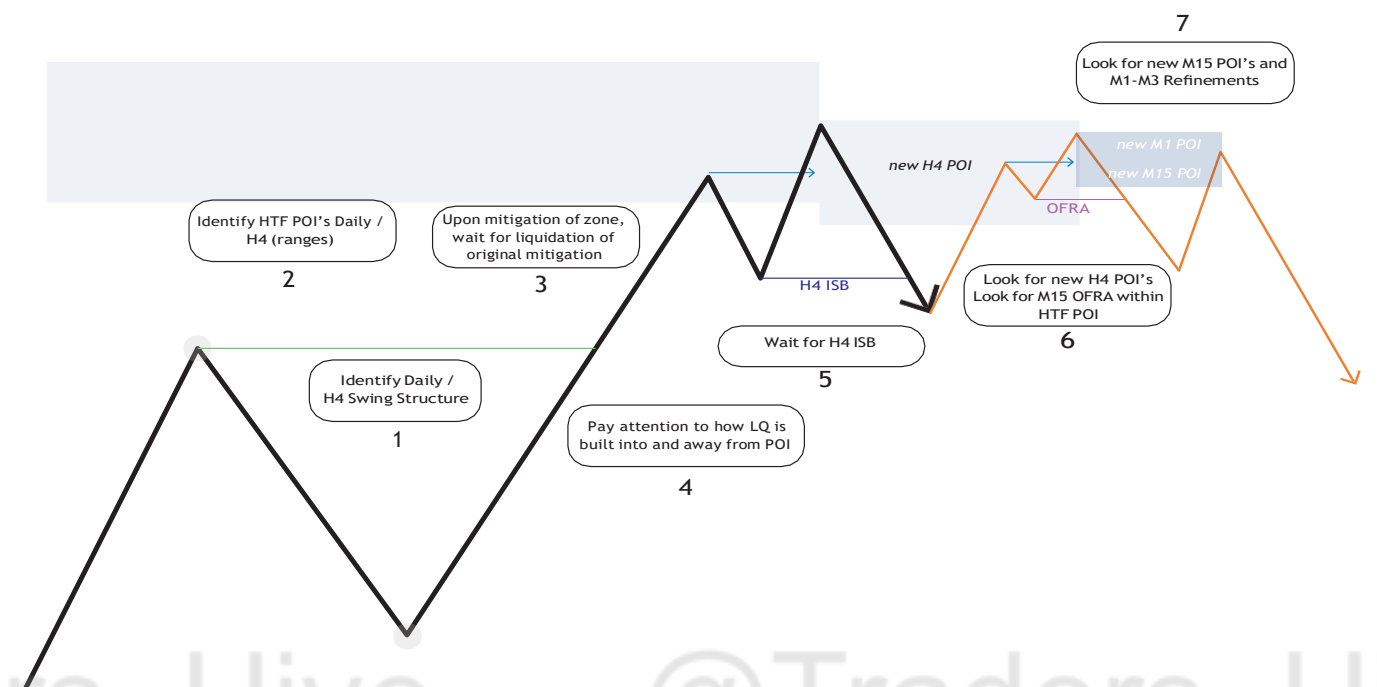 7
Look for new M15 POI's and
M1-M3 Refinements
new M1 POI
new H4 POI
new M15 POI
OFRA
Identify HTF POI's Daily /
H4 (ranges)
2
Upon mitigation of zone,
wait for liquidation of
original mitigation
3
H4 ISB
Look for new H4 POI's
Look for M15 OFRA within
HTF POI
6
Wait for H4 ISB
5
Identify Daily /
H4 Swing Structure
1
Pay attention to how LQ is
built into and away from POI
4
@Traders